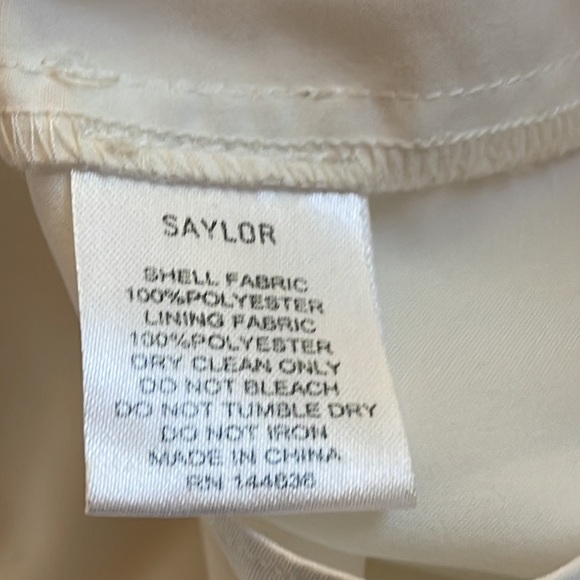 SAYLOR
SHELL FABRIC
100%POLYESTER
LINING FABRIC
100%POLYESTER
DRY CLEAN ONLY
DO NOT BLEACH
DO NOT TUMBLE DRY
DO NOT IRON
MADE IN CHINA
RN 144636